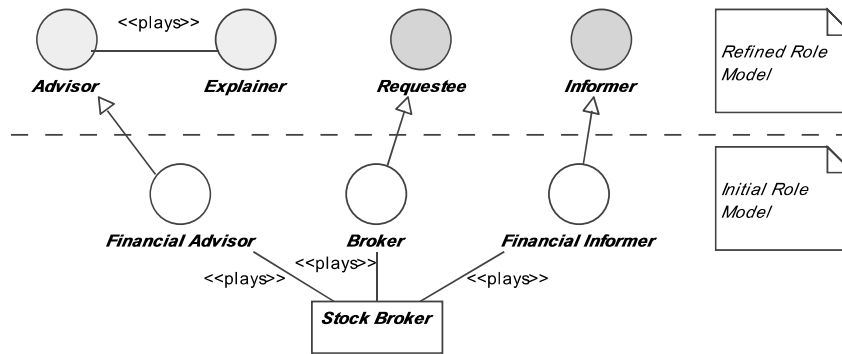 <<plays>>
Advisor
Explainer
Requestee
Informer
Refined Role
Model
Financial Advisor
Broker
Financial Informer
Initial Role
Model
<<plays>>
<<plays>>
<<plays>>
Stock Broker